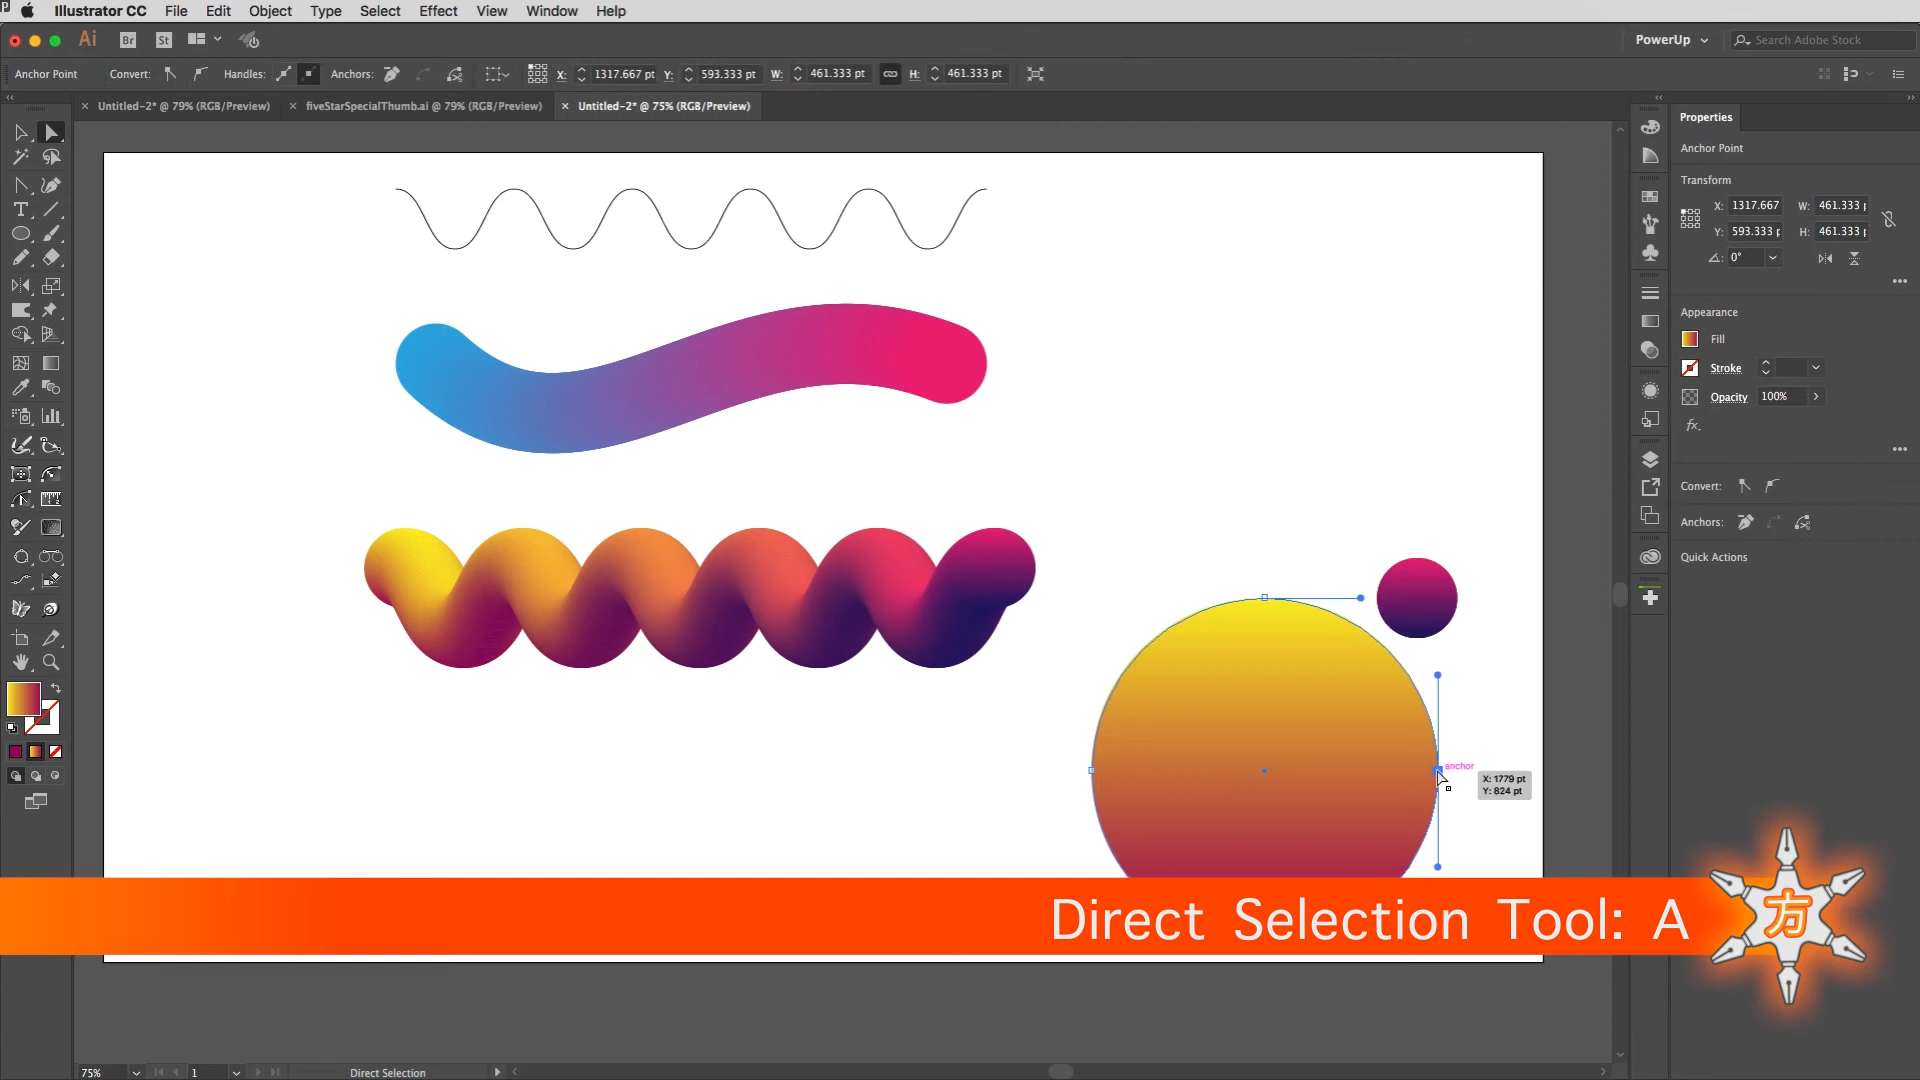 Illustrator CC File Edit Object Type Select Effect View Window Help
Ai Br St PowerUp Search Adobe Stock
Anchor Point Convert: Handles: Anchors: X: 1317.667 pt Y: 593.333 pt W: 461.333 pt H: 461.333 pt
Untitled-2* @ 79% (RGB/Preview) fiveStarSpecialThumb.ai @ 79% (RGB/Preview) Untitled-2* @ 75% (RGB/Preview)
Properties
Anchor Point
Transform
X: 1317.667 W: 461.333 p
Y: 593.333 p H: 461.333 p
0°
Appearance
Fill
Stroke
Opacity 100%
fx.
Convert:
Anchors:
Quick Actions
anchor
X: 1779 pt
Y: 824 pt
Direct Selection Tool: A
方
75% 1 Direct Selection